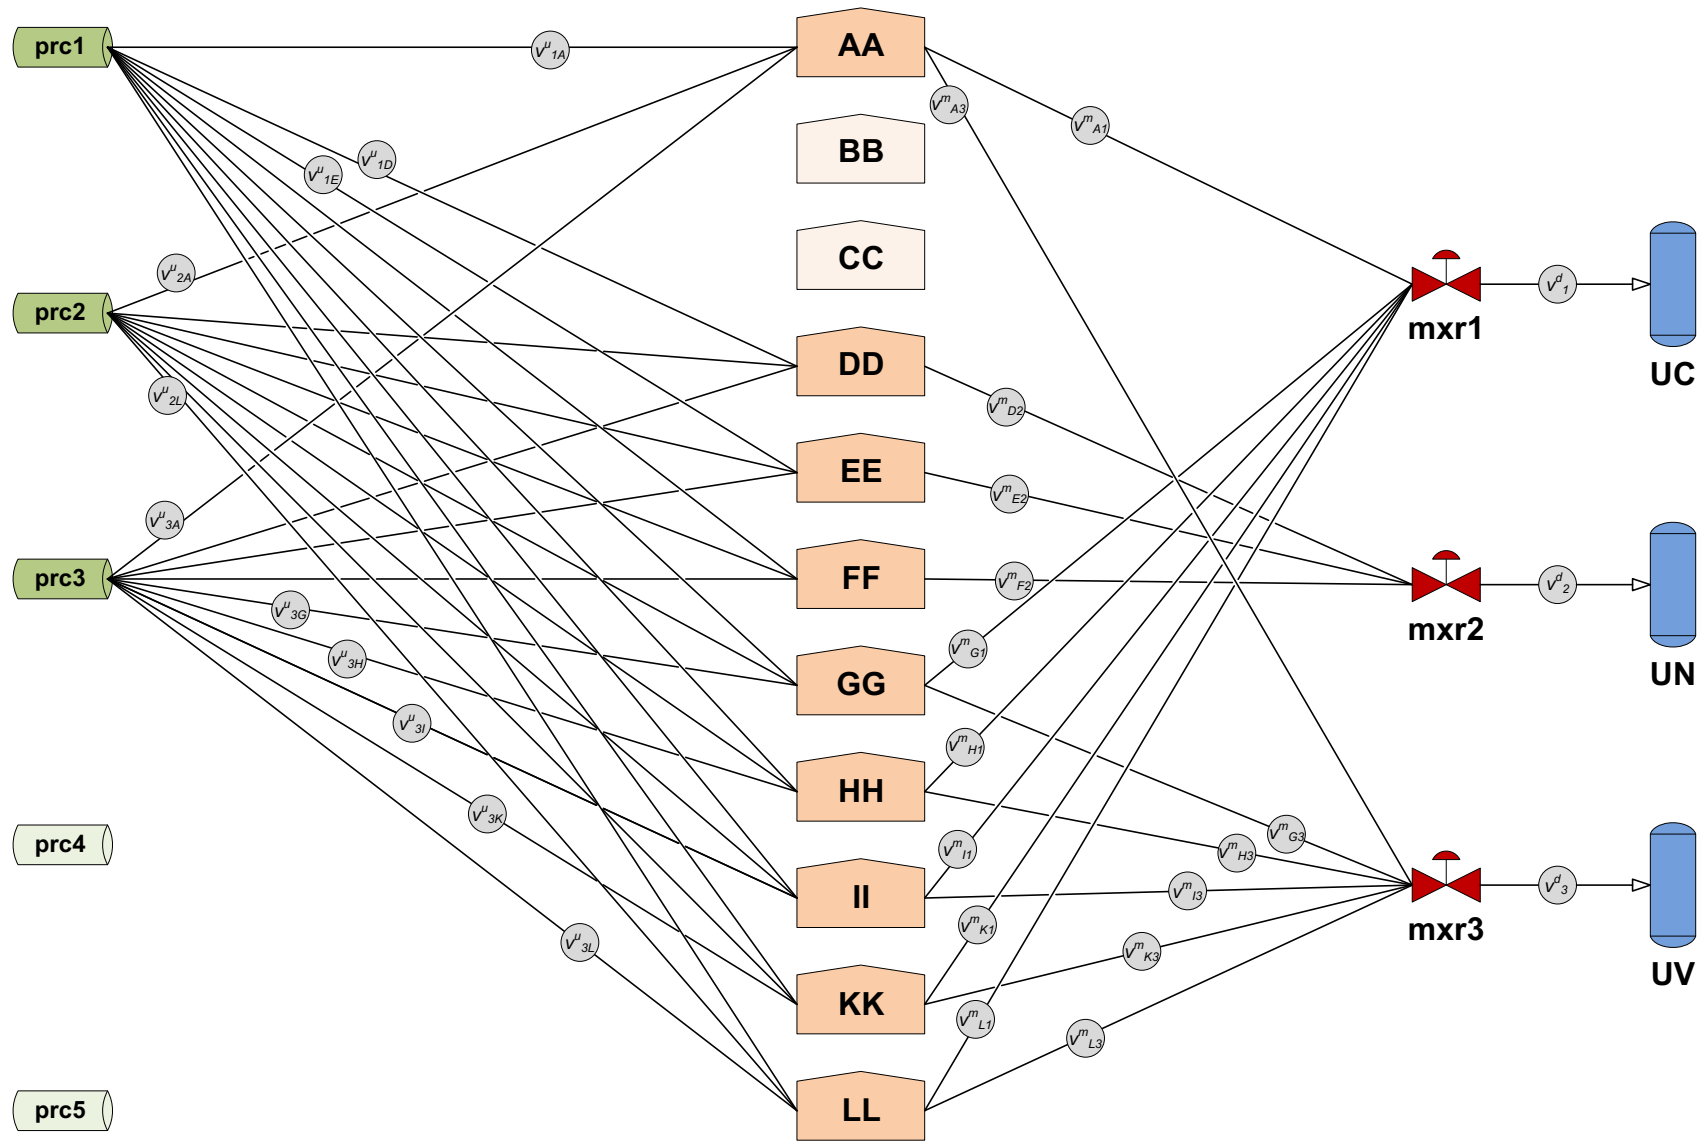 prc1
prc2
prc3
prc4
prc5
v^u_1A
v^u_1D
v^u_1E
v^u_2A
v^u_2L
v^u_3A
v^u_3G
v^u_3H
v^u_3I
v^u_3K
v^u_3L
AA
BB
CC
DD
EE
FF
GG
HH
II
KK
LL
v^m_A3
v^m_A1
v^m_D2
v^m_E2
v^m_F2
v^m_G1
v^m_H1
v^m_G3
v^m_H3
v^m_I1
v^m_I3
v^m_K1
v^m_K3
v^m_L1
v^m_L3
mxr1
v^d_1
UC
mxr2
v^d_2
UN
mxr3
v^d_3
UV